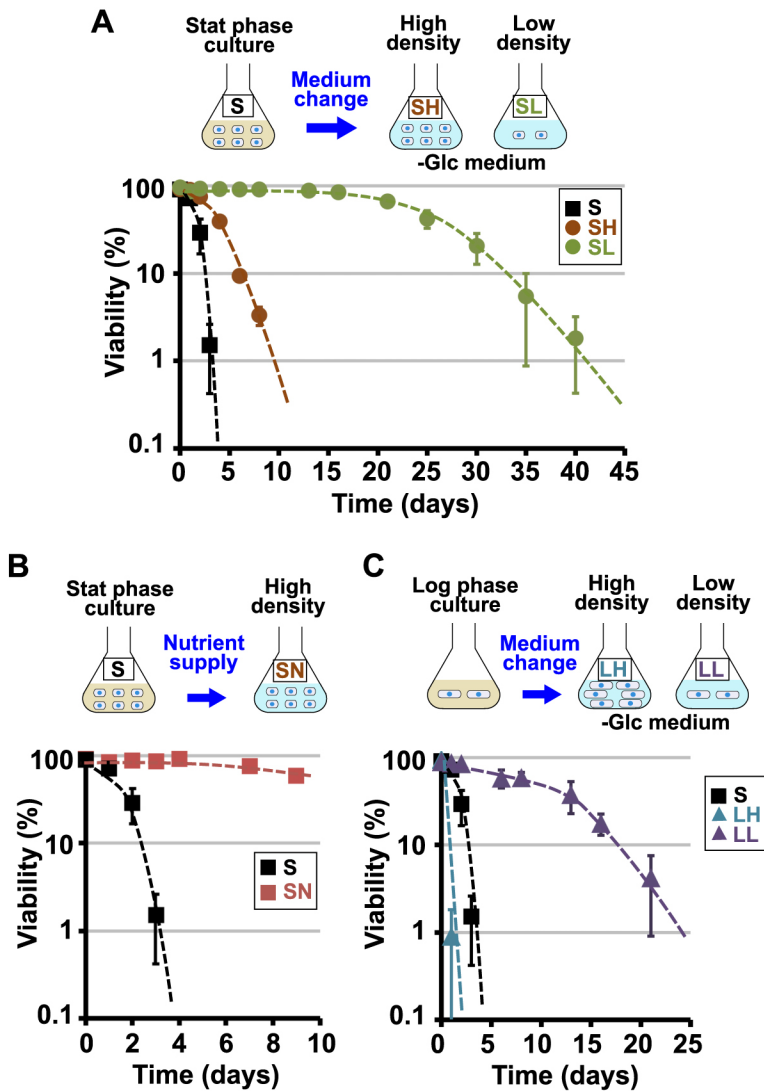 A
Stat phase
culture
High
density
Low
density
Medium
change
S
SH
SL
-Glc medium
Viability (%)
100
10
1
0.1
S
SH
SL
0 5 10 15 20 25 30 35 40 45
Time (days)
B
Stat phase
culture
High
density
Nutrient
supply
S
SN
Viability (%)
100
10
1
0.1
S
SN
0 2 4 6 8 10
Time (days)
C
Log phase
culture
High
density
Low
density
Medium
change
LH
LL
-Glc medium
Viability (%)
100
10
1
0.1
S
LH
LL
0 5 10 15 20 25
Time (days)